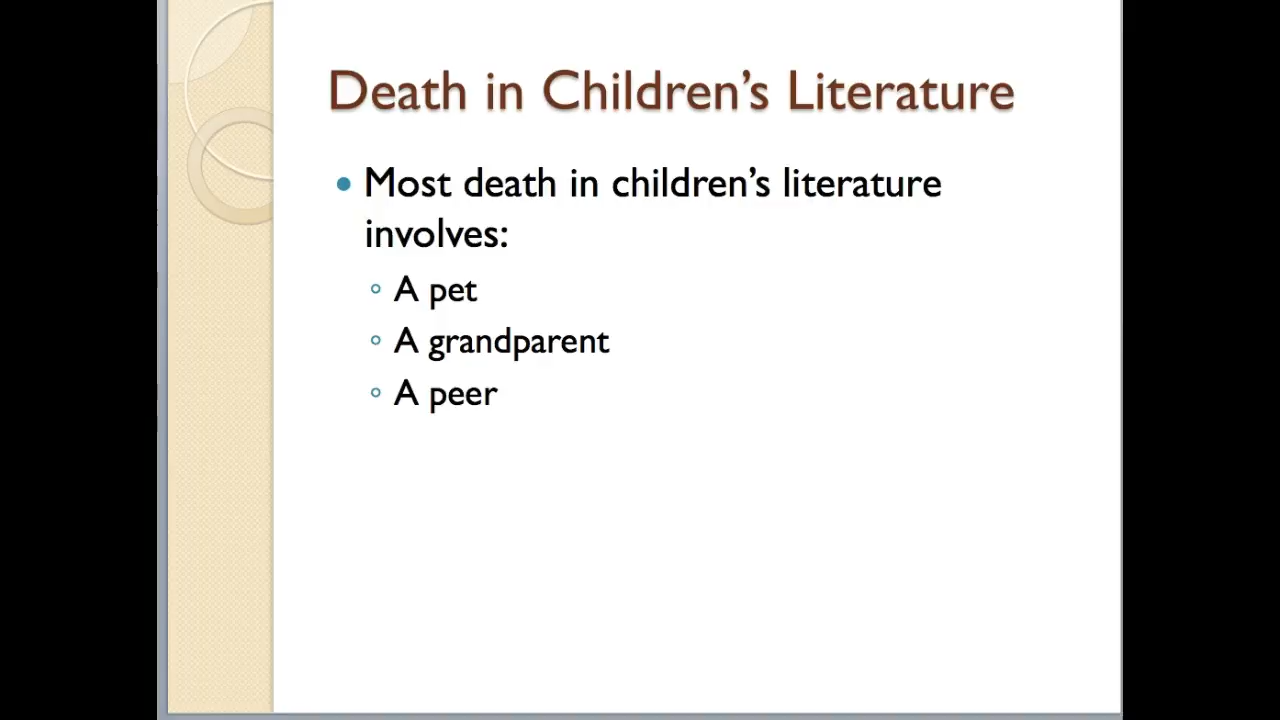 Death in Children’s Literature
• Most death in children’s literature
involves:
◦ A pet
◦ A grandparent
◦ A peer